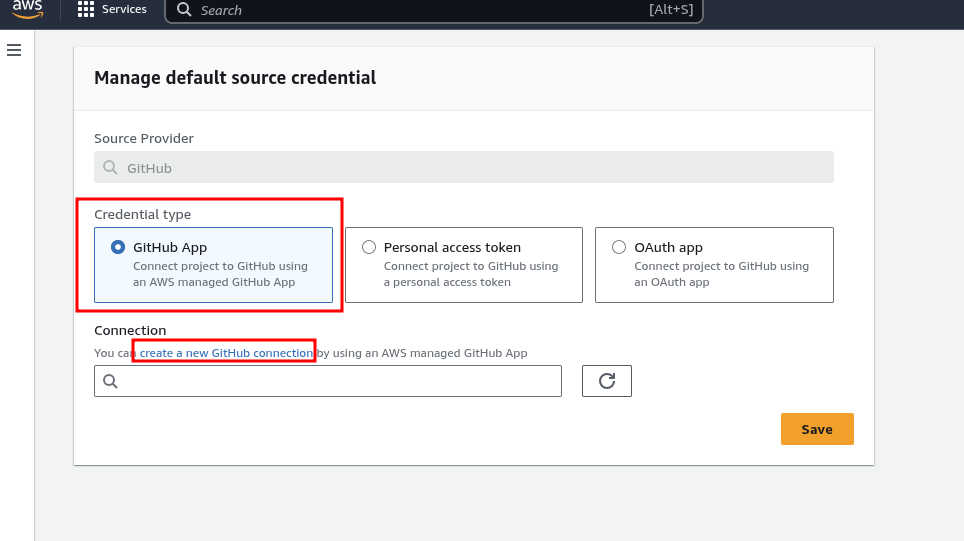 aws Services Search [Alt+S]
Manage default source credential
Source Provider
GitHub
Credential type
GitHub App
Connect project to GitHub using
an AWS managed GitHub App
Personal access token
Connect project to GitHub using
a personal access token
OAuth app
Connect project to GitHub using
an OAuth app
Connection
You can create a new GitHub connection by using an AWS managed GitHub App
Save